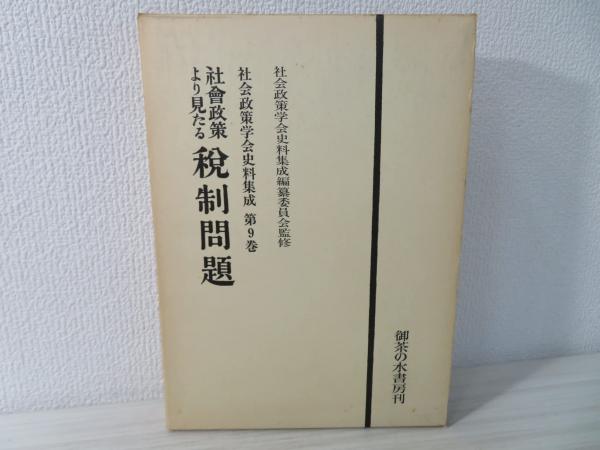 社会政策学会史料集成編纂委員会監修
社会政策学会史料集成 第9巻
社會政策
より見たる
稅制問題
御茶の水書房刊